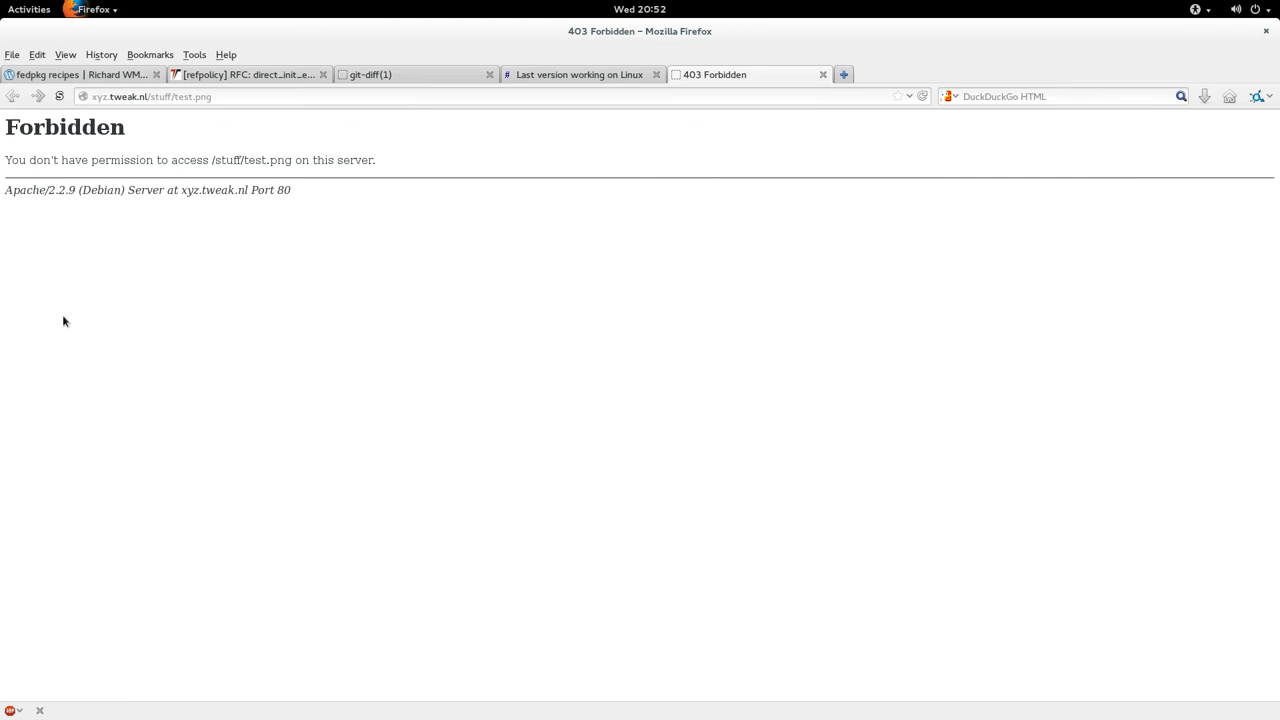 Activities Firefox Wed 20:52
403 Forbidden – Mozilla Firefox
File Edit View History Bookmarks Tools Help
fedpkg recipes | Richard WM... [refpolicy] RFC: direct_init_e... git-diff(1) # Last version working on Linux 403 Forbidden
S xyz.tweak.nl/stuff/test.png DuckDuckGo HTML
Forbidden
You don't have permission to access /stuff/test.png on this server.
Apache/2.2.9 (Debian) Server at xyz.tweak.nl Port 80
ABP